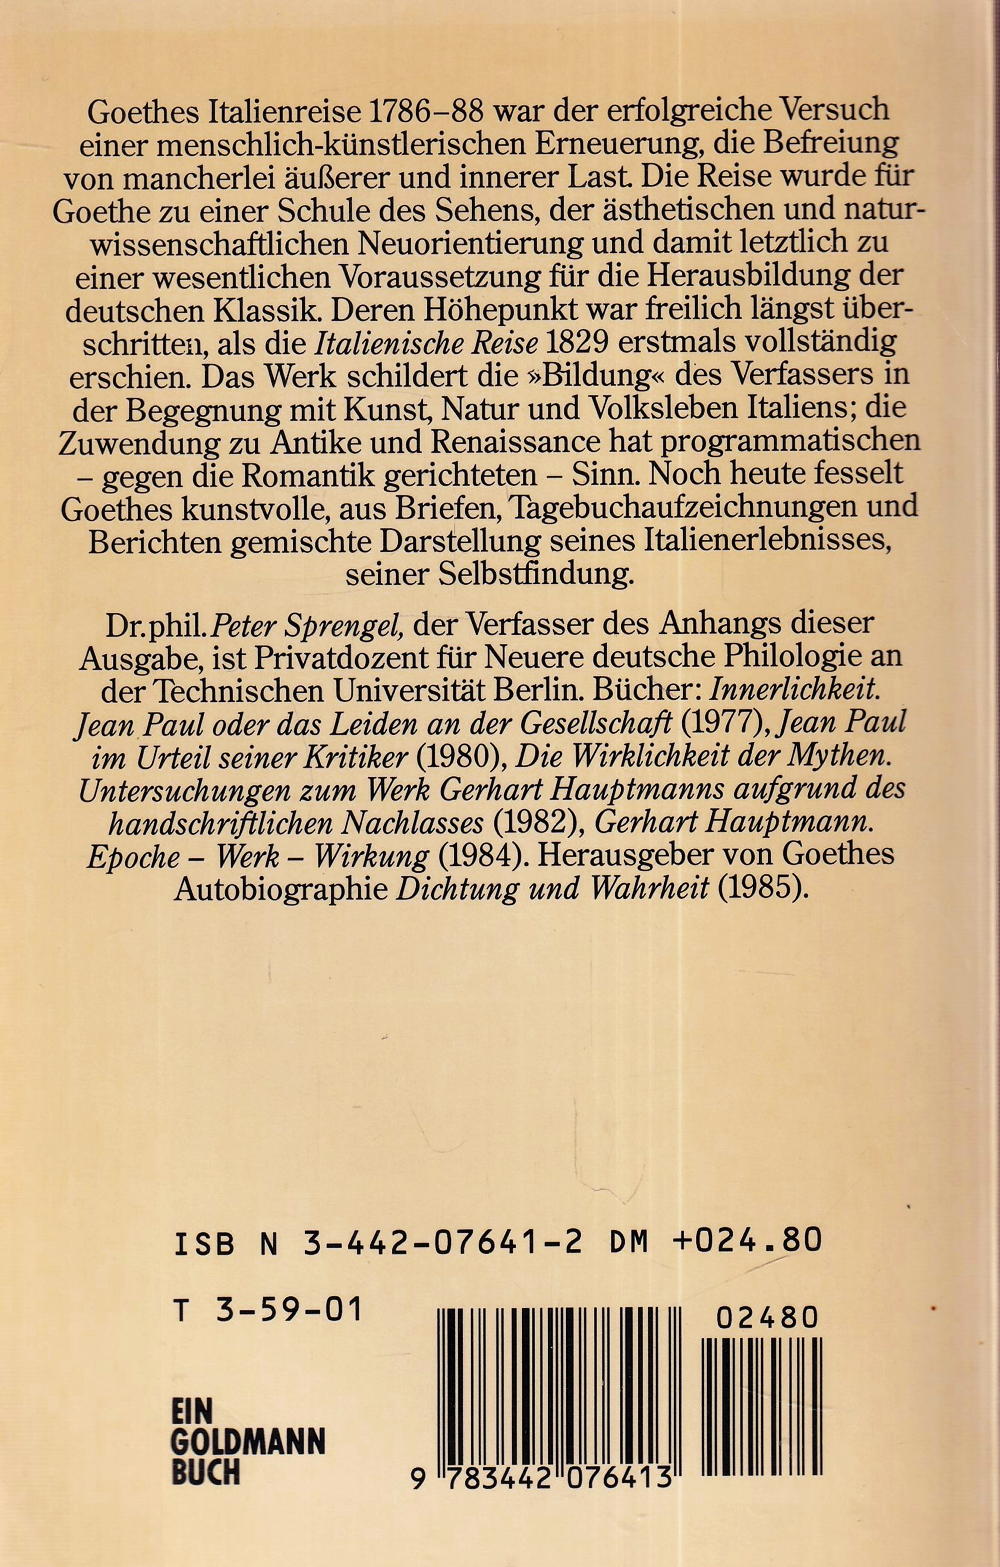 Goethes Italienreise 1786–88 war der erfolgreiche Versuch
einer menschlich-künstlerischen Erneuerung, die Befreiung
von mancherlei äußerer und innerer Last. Die Reise wurde für
Goethe zu einer Schule des Sehens, der ästhetischen und natur-
wissenschaftlichen Neuorientierung und damit letztlich zu
einer wesentlichen Voraussetzung für die Herausbildung der
deutschen Klassik. Deren Höhepunkt war freilich längst über-
schritten, als die Italienische Reise 1829 erstmals vollständig
erschien. Das Werk schildert die »Bildung« des Verfassers in
der Begegnung mit Kunst, Natur und Volksleben Italiens; die
Zuwendung zu Antike und Renaissance hat programmatischen
– gegen die Romantik gerichteten – Sinn. Noch heute fesselt
Goethes kunstvolle, aus Briefen, Tagebuchaufzeichnungen und
Berichten gemischte Darstellung seines Italienerlebnisses,
seiner Selbstfindung.
Dr. phil. Peter Sprengel, der Verfasser des Anhangs dieser
Ausgabe, ist Privatdozent für Neuere deutsche Philologie an
der Technischen Universität Berlin. Bücher: Innerlichkeit.
Jean Paul oder das Leiden an der Gesellschaft (1977), Jean Paul
im Urteil seiner Kritiker (1980), Die Wirklichkeit der Mythen.
Untersuchungen zum Werk Gerhart Hauptmanns aufgrund des
handschriftlichen Nachlasses (1982), Gerhart Hauptmann.
Epoche – Werk – Wirkung (1984). Herausgeber von Goethes
Autobiographie Dichtung und Wahrheit (1985).
ISBN 3-442-07641-2 DM +024.80
T 3-59-01
02480
EIN
GOLDMANN
BUCH
9 783442 076413